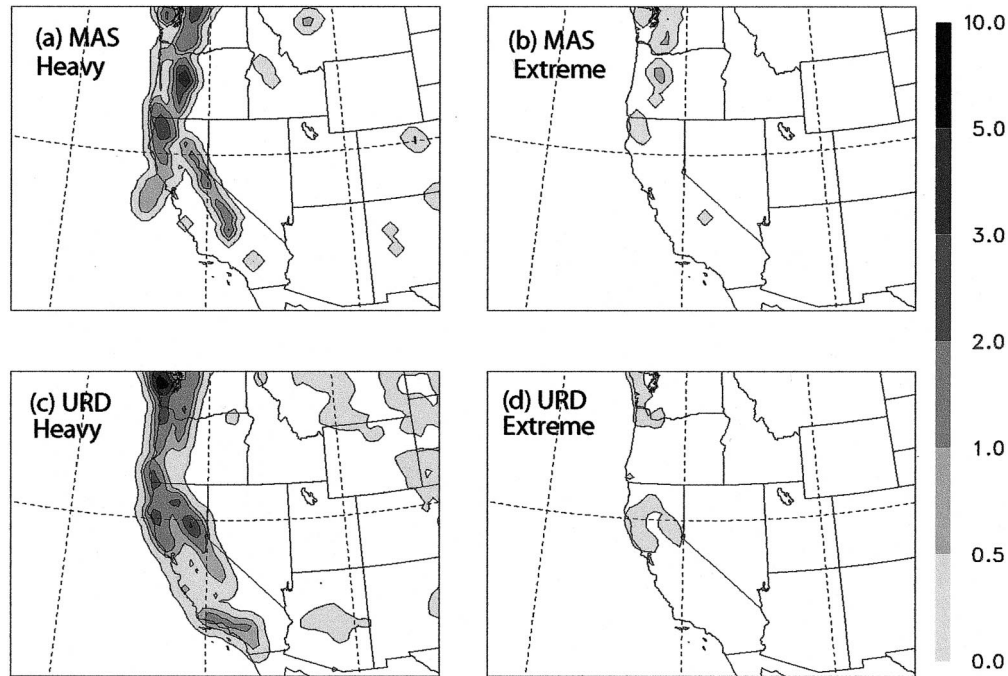 (a) MAS
Heavy
(b) MAS
Extreme
10.0
5.0
3.0
2.0
1.0
0.5
0.0
(c) URD
Heavy
(d) URD
Extreme